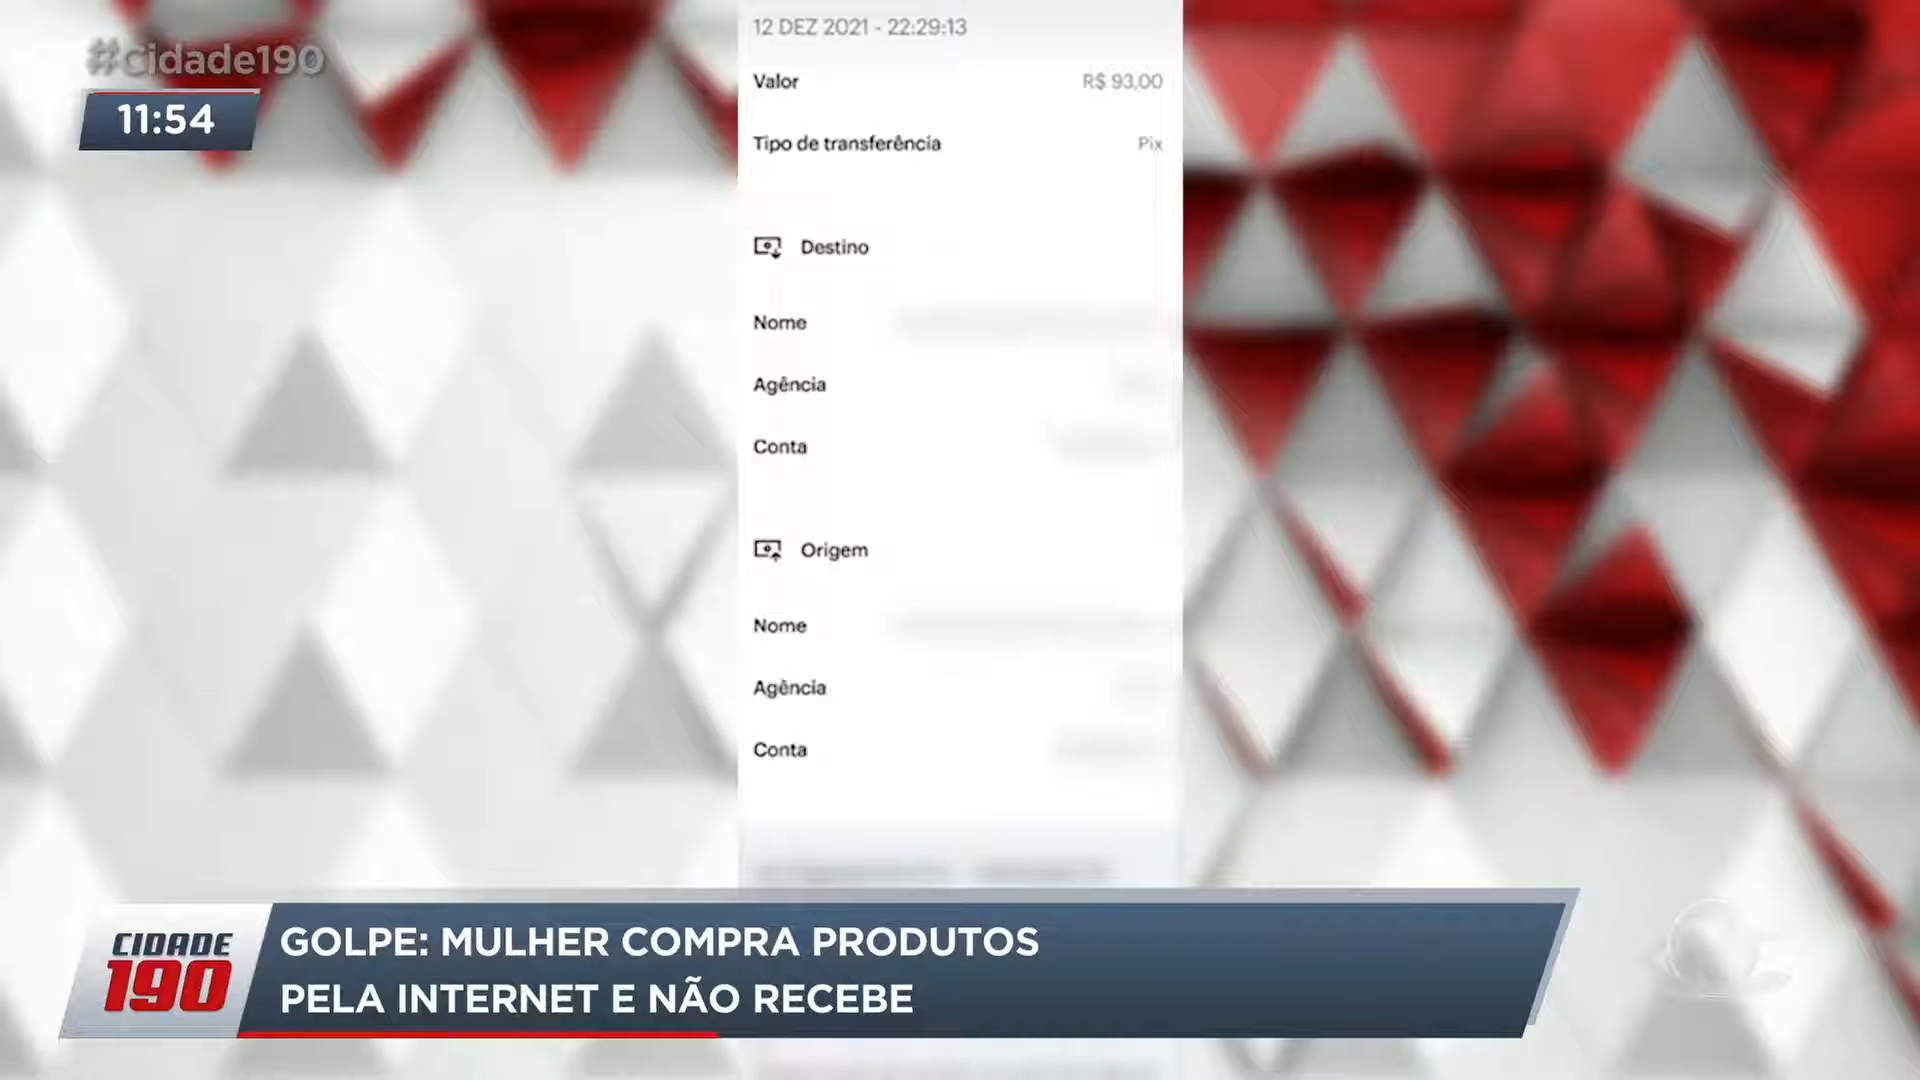 #cidade190
11:54
12 DEZ 2021 - 22:29:13
Valor R$ 93,00
Tipo de transferência Pix
Destino
Nome
Agência
Conta
Origem
Nome
Agência
Conta
CIDADE
190
GOLPE: MULHER COMPRA PRODUTOS
PELA INTERNET E NÃO RECEBE